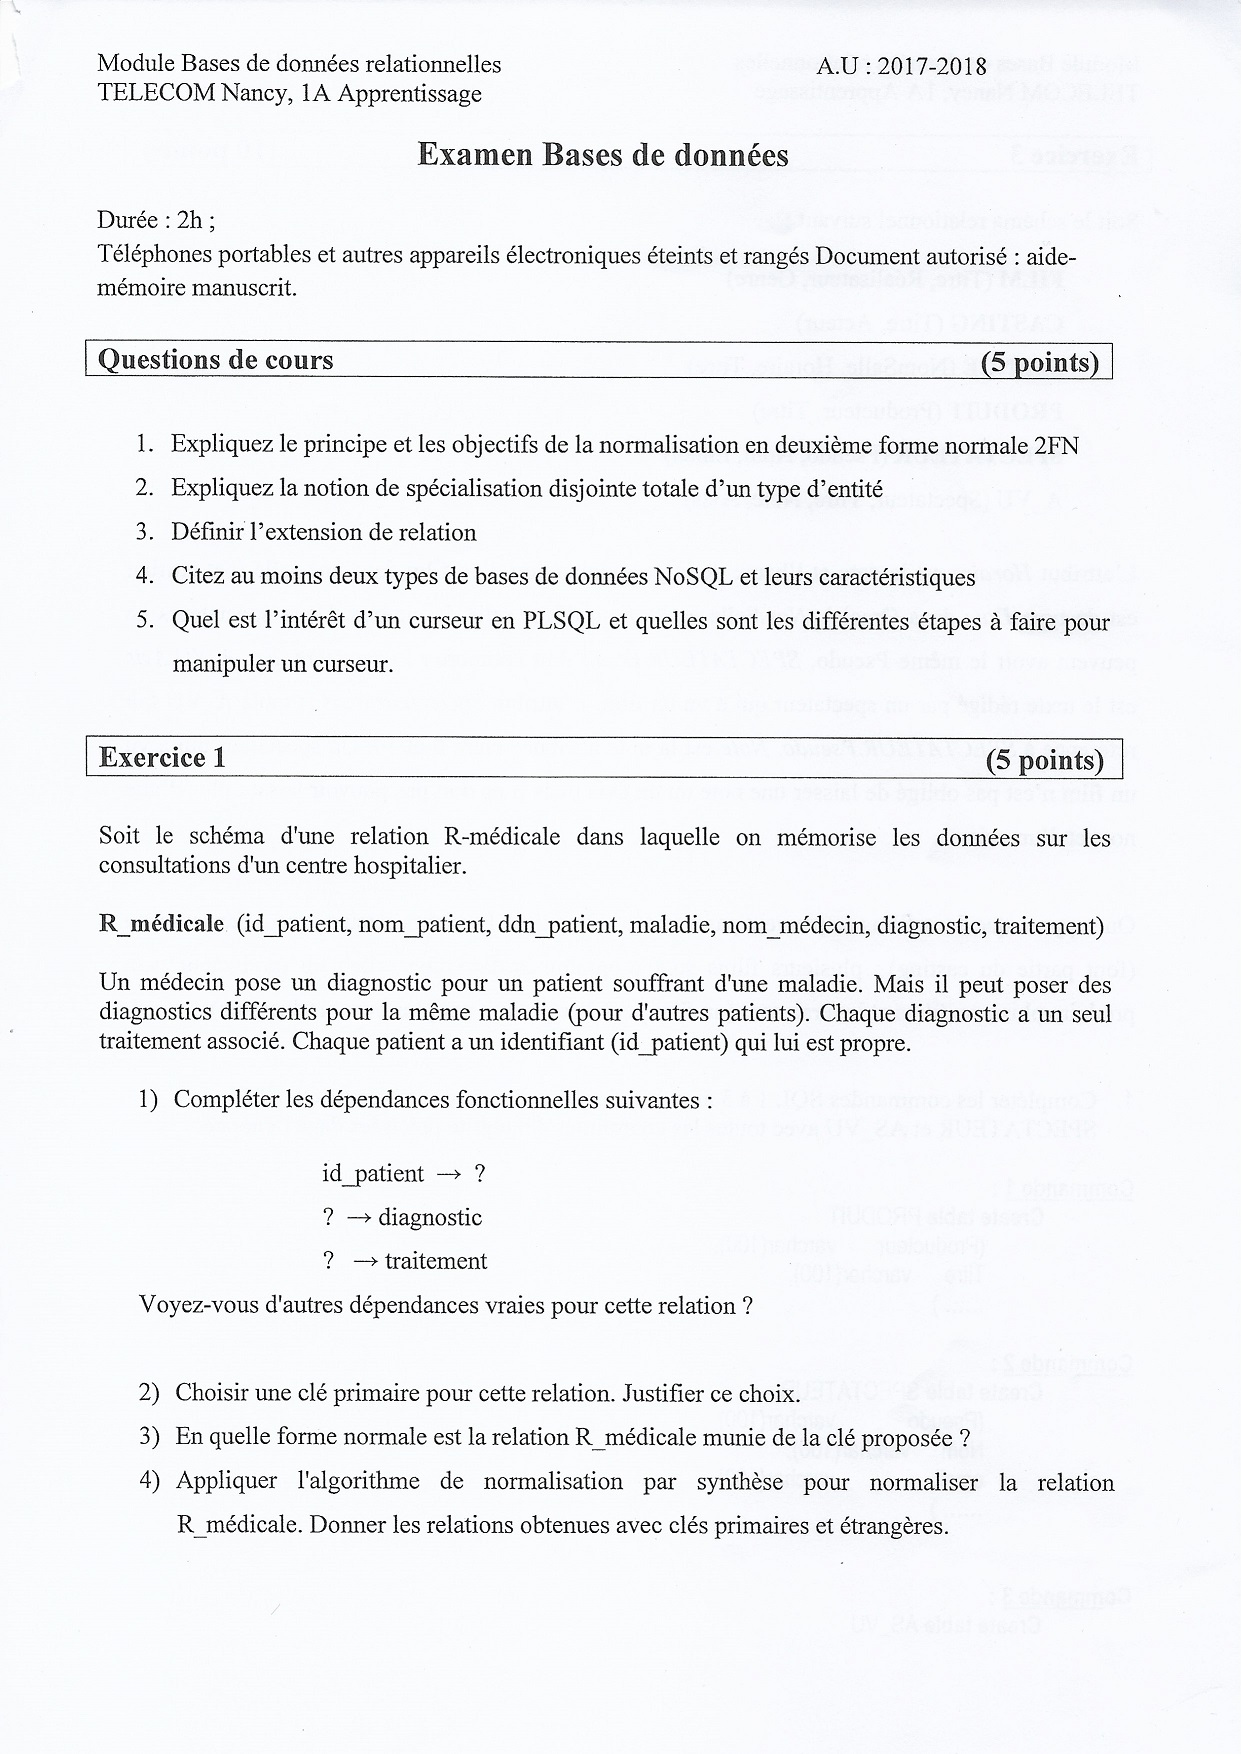 Module Bases de données relationnelles A.U : 2017-2018
TELECOM Nancy, 1A Apprentissage
Examen Bases de données
Durée : 2h ;
Téléphones portables et autres appareils électroniques éteints et rangés Document autorisé : aide-
mémoire manuscrit.
Questions de cours (5 points)
1. Expliquez le principe et les objectifs de la normalisation en deuxième forme normale 2FN
2. Expliquez la notion de spécialisation disjointe totale d’un type d’entité
3. Définir l’extension de relation
4. Citez au moins deux types de bases de données NoSQL et leurs caractéristiques
5. Quel est l’intérêt d’un curseur en PLSQL et quelles sont les différentes étapes à faire pour
manipuler un curseur.
Exercice 1 (5 points)
Soit le schéma d'une relation R-médicale dans laquelle on mémorise les données sur les
consultations d'un centre hospitalier.
R_médicale (id_patient, nom_patient, ddn_patient, maladie, nom_médecin, diagnostic, traitement)
Un médecin pose un diagnostic pour un patient souffrant d'une maladie. Mais il peut poser des
diagnostics différents pour la même maladie (pour d'autres patients). Chaque diagnostic a un seul
traitement associé. Chaque patient a un identifiant (id_patient) qui lui est propre.
1) Compléter les dépendances fonctionnelles suivantes :
id_patient → ?
? → diagnostic
? → traitement
Voyez-vous d'autres dépendances vraies pour cette relation ?
2) Choisir une clé primaire pour cette relation. Justifier ce choix.
3) En quelle forme normale est la relation R_médicale munie de la clé proposée ?
4) Appliquer l'algorithme de normalisation par synthèse pour normaliser la relation
R_médicale. Donner les relations obtenues avec clés primaires et étrangères.